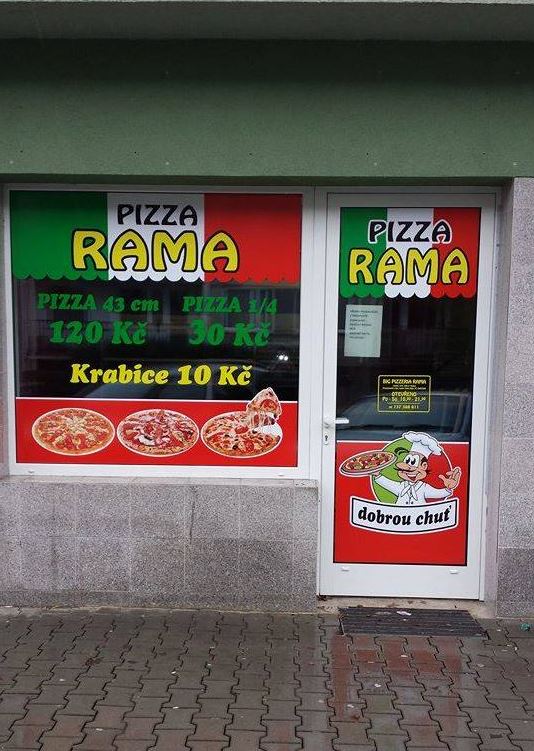 PIZZA
RAMA
PIZZA 43 cm PIZZA 1/4
120 Kč 30 Kč
Krabice 10 Kč
PIZZA
RAMA
BIG PIZZERIA RAMA
OTEVŘENO
dobrou chuť